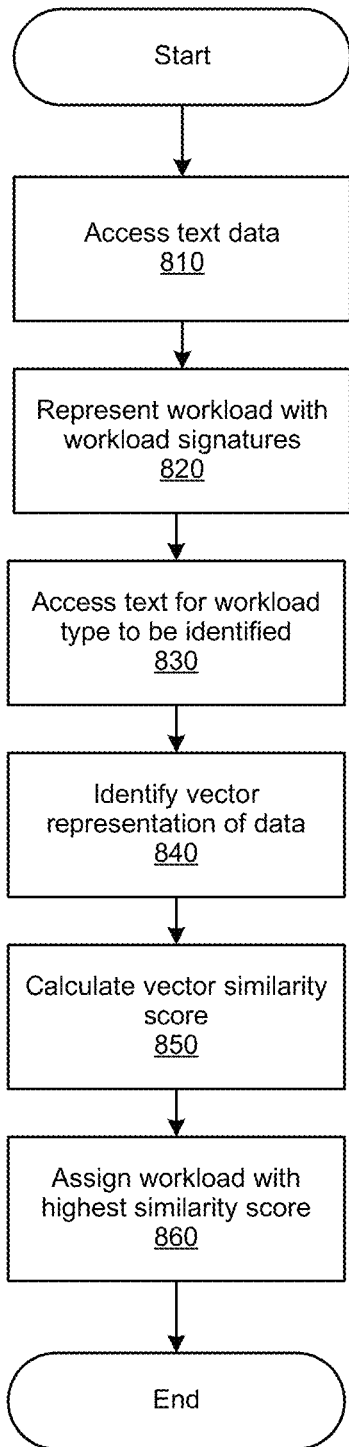 Start
Access text data
810
Represent workload with
workload signatures
820
Access text for workload
type to be identified
830
Identify vector
representation of data
840
Calculate vector similarity
score
850
Assign workload with
highest similarity score
860
End